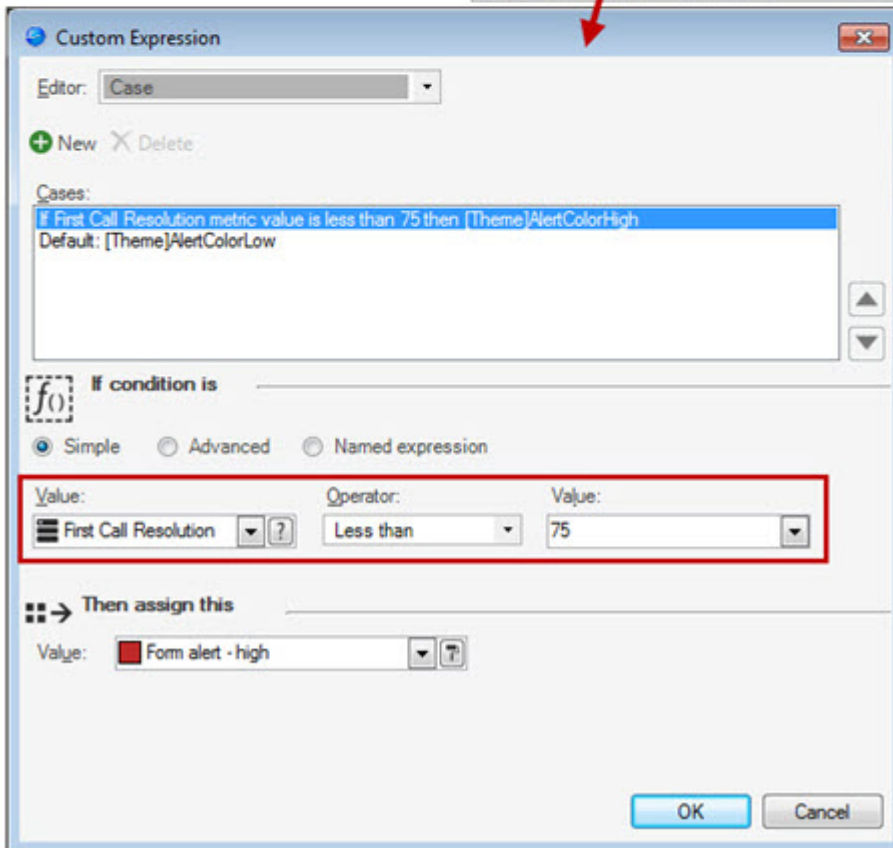 Custom Expression
Editor: Case
New Delete
Cases:
If First Call Resolution metric value is less than 75 then [Theme]AlertColorHigh
Default: [Theme]AlertColorLow
f() If condition is
Simple Advanced Named expression
Value: Operator: Value:
First Call Resolution ? Less than 75
Then assign this
Value: Form alert - high
OK Cancel